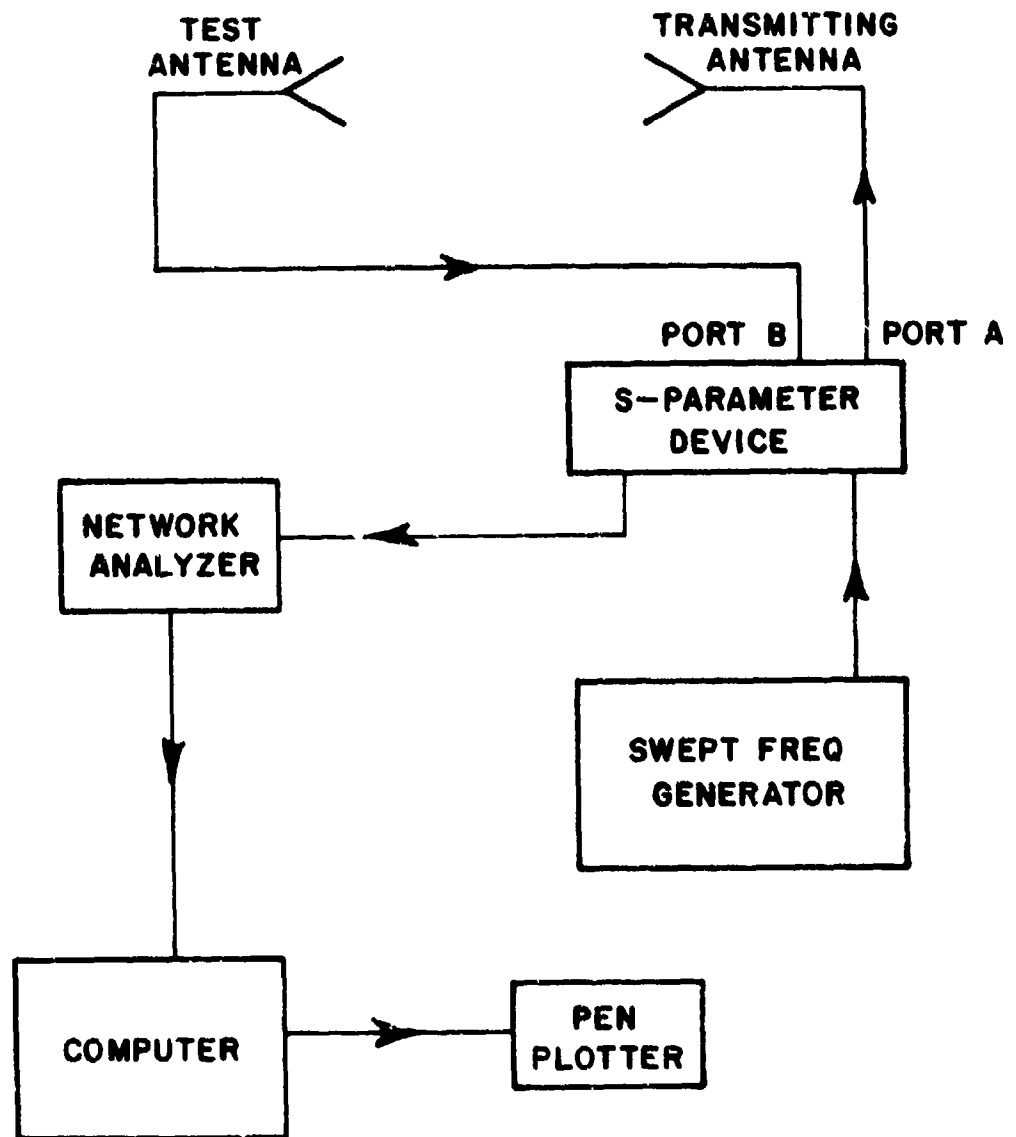 TEST
ANTENNA
TRANSMITTING
ANTENNA
PORT B
PORT A
S-PARAMETER
DEVICE
NETWORK
ANALYZER
SWEPT FREQ
GENERATOR
COMPUTER
PEN
PLOTTER